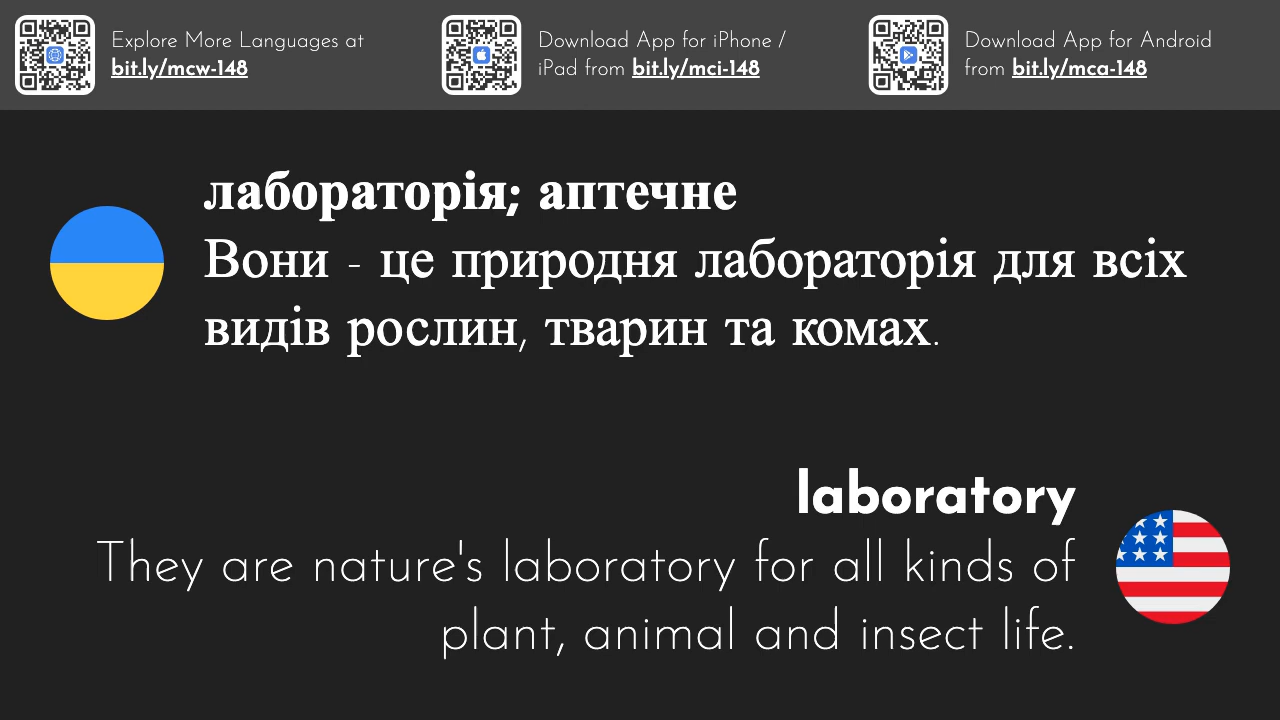 Explore More Languages at
bit.ly/mcw-148
Download App for iPhone /
iPad from bit.ly/mci-148
Download App for Android
from bit.ly/mca-148
лабораторія; аптечне
Вони - це природня лабораторія для всіх
видів рослин, тварин та комах.
laboratory
They are nature's laboratory for all kinds of
plant, animal and insect life.